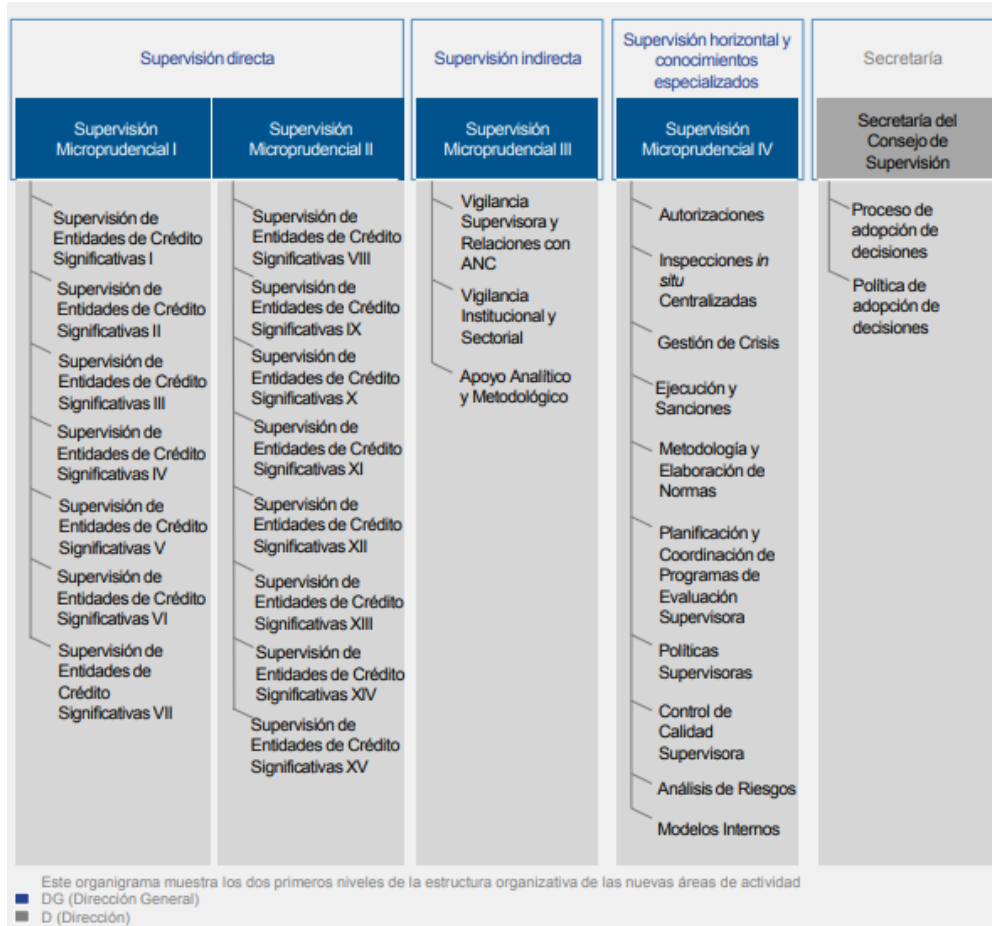 Supervisión directa
Supervisión
Microprudencial I
Supervisión de
Entidades de Crédito
Significativas I
Supervisión de
Entidades de Crédito
Significativas II
Supervisión de
Entidades de Crédito
Significativas III
Supervisión de
Entidades de Crédito
Significativas IV
Supervisión de
Entidades de Crédito
Significativas V
Supervisión de
Entidades de Crédito
Significativas VI
Supervisión de
Entidades de
Crédito
Significativas VII
Supervisión
Microprudencial II
Supervisión de
Entidades de Crédito
Significativas VIII
Supervisión de
Entidades de Crédito
Significativas IX
Supervisión de
Entidades de Crédito
Significativas X
Supervisión de
Entidades de Crédito
Significativas XI
Supervisión de
Entidades de Crédito
Significativas XII
Supervisión de
Entidades de Crédito
Significativas XIII
Supervisión de
Entidades de Crédito
Significativas XIV
Supervisión de
Entidades de Crédito
Significativas XV
Supervisión indirecta
Supervisión
Microprudencial III
Vigilancia
Supervisora y
Relaciones con
ANC
Vigilancia
Institucional y
Sectorial
Apoyo Analítico
y Metodológico
Supervisión horizontal y
conocimientos
especializados
Supervisión
Microprudencial IV
Autorizaciones
Inspecciones in
situ
Centralizadas
Gestión de Crisis
Ejecución y
Sanciones
Metodología y
Elaboración de
Normas
Planificación y
Coordinación de
Programas de
Evaluación
Supervisora
Políticas
Supervisoras
Control de
Calidad
Supervisora
Análisis de Riesgos
Modelos Internos
Secretaría
Secretaría del
Consejo de
Supervisión
Proceso de
adopción de
decisiones
Política de
adopción de
decisiones
Este organigrama muestra los dos primeros niveles de la estructura organizativa de las nuevas áreas de actividad
DG (Dirección General)
D (Dirección)